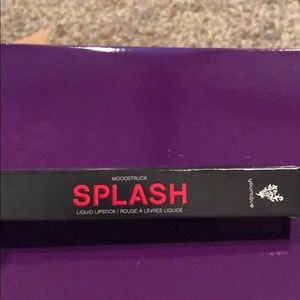 MOODSTRUCK
SPLASH
LIQUID LIPSTICK | ROUGE À LÈVRES LIQUIDE
younique